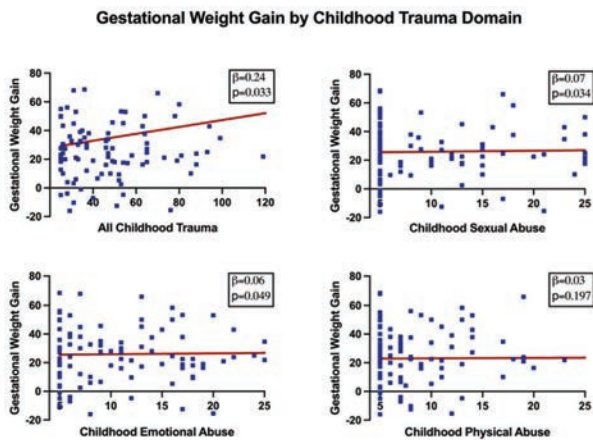 Gestational Weight Gain by Childhood Trauma Domain
Gestational Weight Gain
80
60
40
20
0
-20
40
60
80
100
120
β=0.24
p=0.033
All Childhood Trauma
Gestational Weight Gain
80
60
40
20
0
-20
5
10
15
20
25
β=0.07
p=0.034
Childhood Sexual Abuse
Gestational Weight Gain
80
60
40
20
0
-20
5
10
15
20
25
β=0.06
p=0.049
Childhood Emotional Abuse
Gestational Weight Gain
80
60
40
20
0
-20
5
10
15
20
25
β=0.03
p=0.197
Childhood Physical Abuse